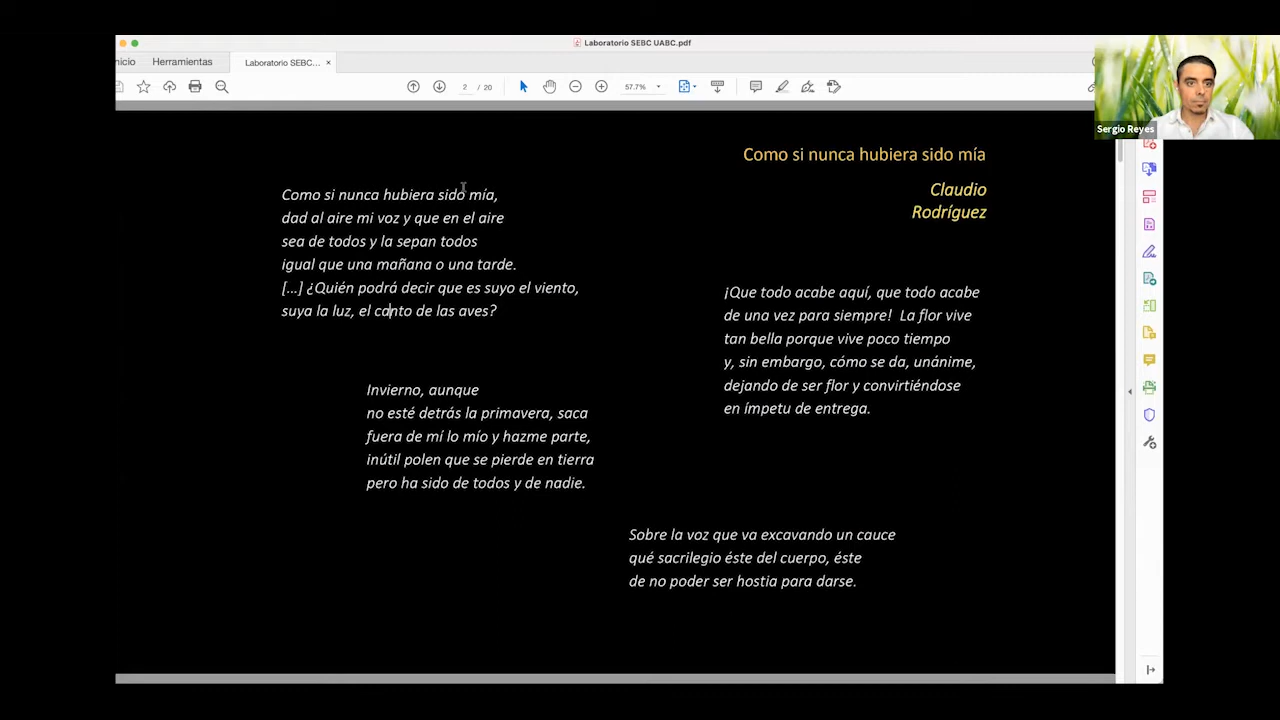 Laboratorio SEBC UABC.pdf
nicio
Herramientas
Laboratorio SEBC...
×
2 / 20
57.7%
Sergio Reyes
Como si nunca hubiera sido mía
Claudio
Rodríguez
Como si nunca hubiera sido mía,
dad al aire mi voz y que en el aire
sea de todos y la sepan todos
igual que una mañana o una tarde.
[...] ¿Quién podrá decir que es suyo el viento,
suya la luz, el canto de las aves?
¡Que todo acabe aquí, que todo acabe
de una vez para siempre! La flor vive
tan bella porque vive poco tiempo
y, sin embargo, cómo se da, unánime,
dejando de ser flor y convirtiéndose
en ímpetu de entrega.
Invierno, aunque
no esté detrás la primavera, saca
fuera de mí lo mío y hazme parte,
inútil polen que se pierde en tierra
pero ha sido de todos y de nadie.
Sobre la voz que va excavando un cauce
qué sacrilegio éste del cuerpo, éste
de no poder ser hostia para darse.